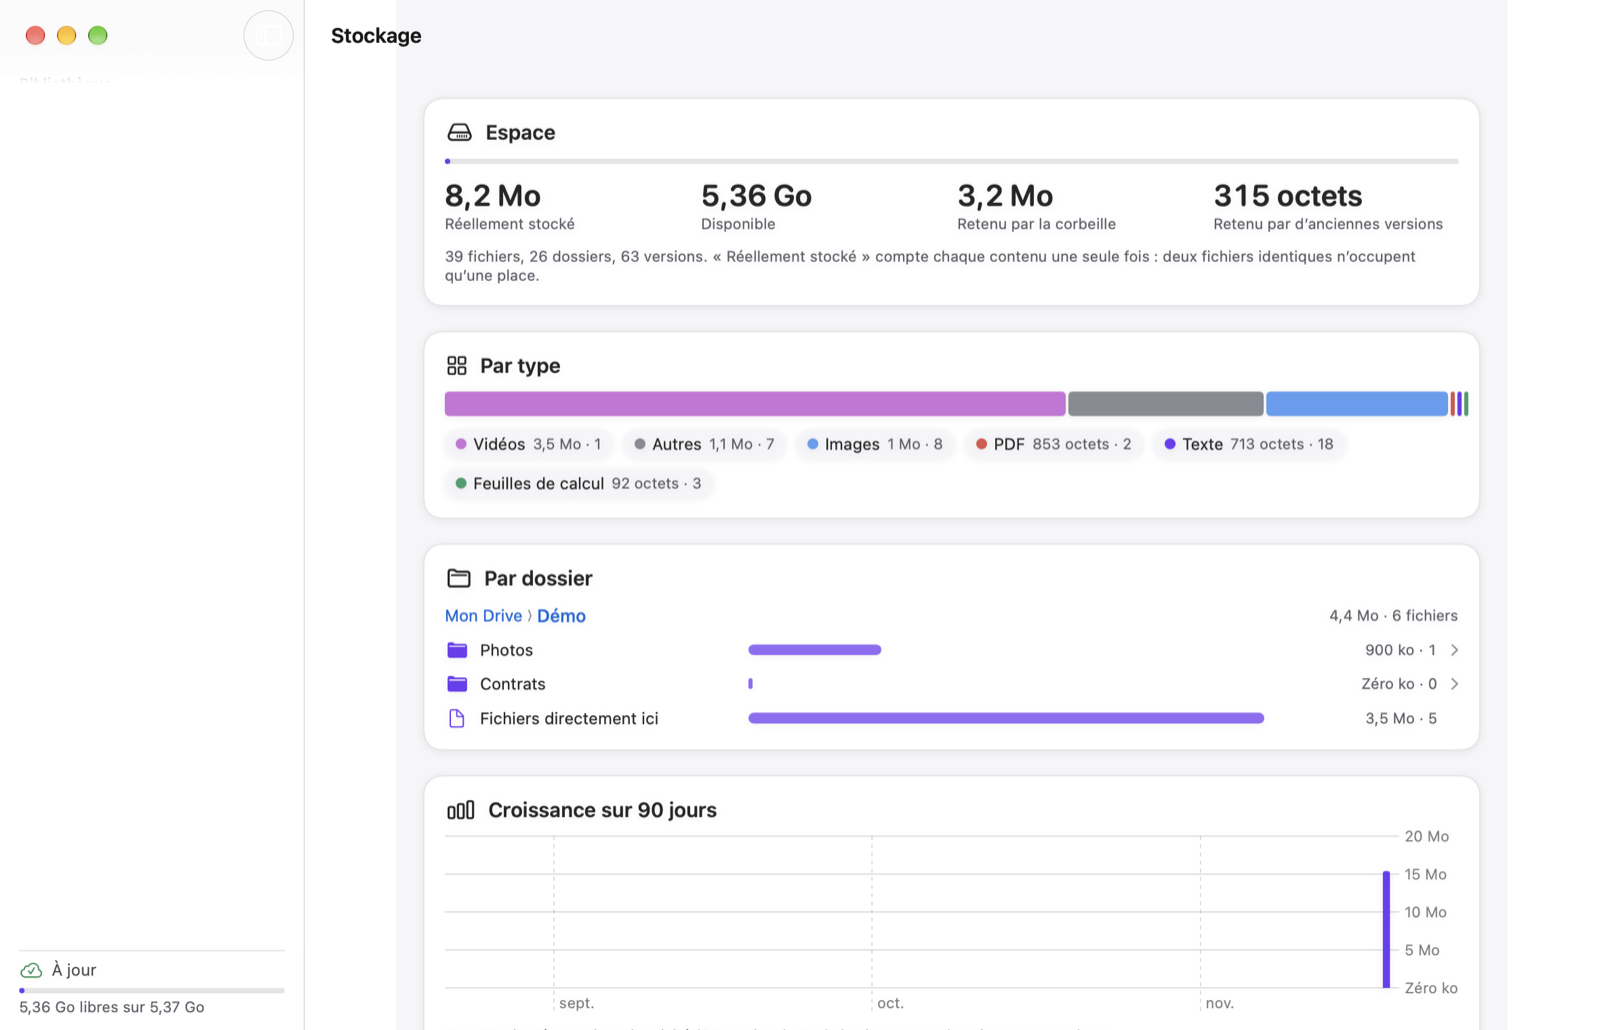 Stockage
Espace
8,2 Mo
Réellement stocké
5,36 Go
Disponible
3,2 Mo
Retenu par la corbeille
315 octets
Retenu par d’anciennes versions
39 fichiers, 26 dossiers, 63 versions. « Réellement stocké » compte chaque contenu une seule fois : deux fichiers identiques n’occupent
qu’une place.
Par type
Vidéos 3,5 Mo · 1
Autres 1,1 Mo · 7
Images 1 Mo · 8
PDF 853 octets · 2
Texte 713 octets · 18
Feuilles de calcul 92 octets · 3
Par dossier
Mon Drive ⟩ Démo
4,4 Mo · 6 fichiers
Photos
900 ko · 1
Contrats
Zéro ko · 0
Fichiers directement ici
3,5 Mo · 5
Croissance sur 90 jours
20 Mo
15 Mo
10 Mo
5 Mo
Zéro ko
sept.
oct.
nov.
À jour
5,36 Go libres sur 5,37 Go